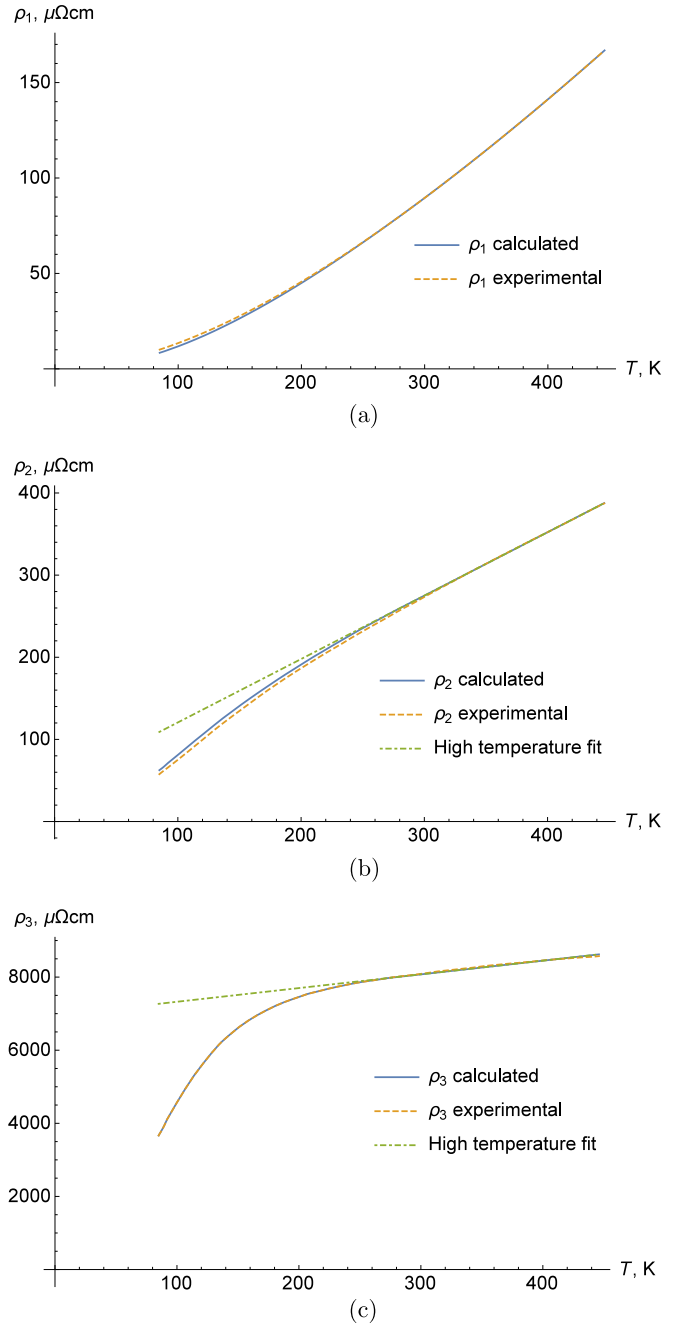 ρ1, μΩcm
150
100
50
ρ1 calculated
ρ1 experimental
100 200 300 400
T, K
(a)
ρ2, μΩcm
400
300
200
100
ρ2 calculated
ρ2 experimental
High temperature fit
100 200 300 400
T, K
(b)
ρ3, μΩcm
8000
6000
4000
2000
ρ3 calculated
ρ3 experimental
High temperature fit
100 200 300 400
T, K
(c)